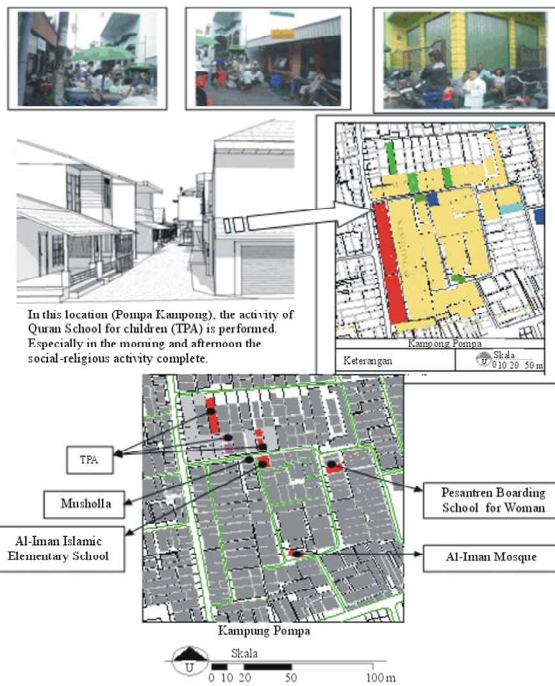 In this location (Pompa Kampong), the activity of
Quran School for children (TPA) is performed.
Especially in the morning and afternoon the
social-religious activity complete.
Kampong Pompa
Keterangan
Skala
0 10 20 50 m
TPA
Musholla
Al-Iman Islamic
Elementary School
Pesantren Boarding
School for Woman
Al-Iman Mosque
Kampung Pompa
Skala
U
0 10 20 50 100 m